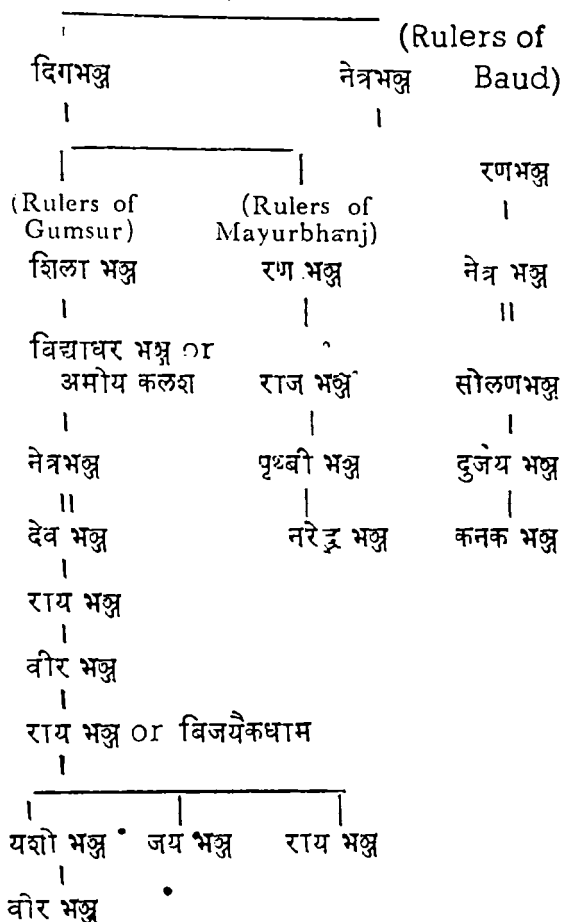 (Rulers of
दिगभञ्ज नेत्रभञ्ज Baud)
रणभञ्ज
(Rulers of (Rulers of
Gumsur) Mayurbhanj)
शिला भञ्ज रण भञ्ज नेत्र भञ्ज
विद्याधर भञ्ज or
अमोय कलश राज भञ्ज सोलणभञ्ज
नेत्रभञ्ज पृथ्बी भञ्ज दुर्जय भञ्ज
देव भञ्ज नरेद्र भञ्ज कनक भञ्ज
राय भञ्ज
वीर भञ्ज
राय भञ्ज or बिजयैकधाम
यशो भञ्ज जय भञ्ज राय भञ्ज
वोर भञ्ज